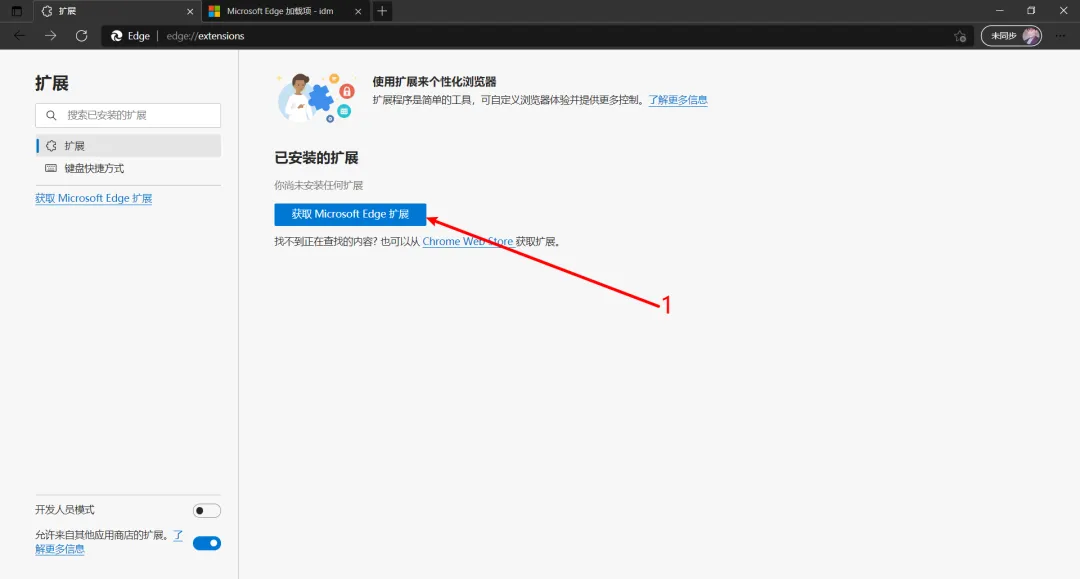 扩展
Microsoft Edge 加载项 - idm
Edge
edge://extensions
未同步
扩展
搜索已安装的扩展
扩展
键盘快捷方式
获取 Microsoft Edge 扩展
开发人员模式
允许来自其他应用商店的扩展。了
解更多信息
使用扩展来个性化浏览器
扩展程序是简单的工具，可自定义浏览器体验并提供更多控制。了解更多信息
已安装的扩展
你尚未安装任何扩展
获取 Microsoft Edge 扩展
找不到正在查找的内容? 也可以从 Chrome Web Store 获取扩展。
1